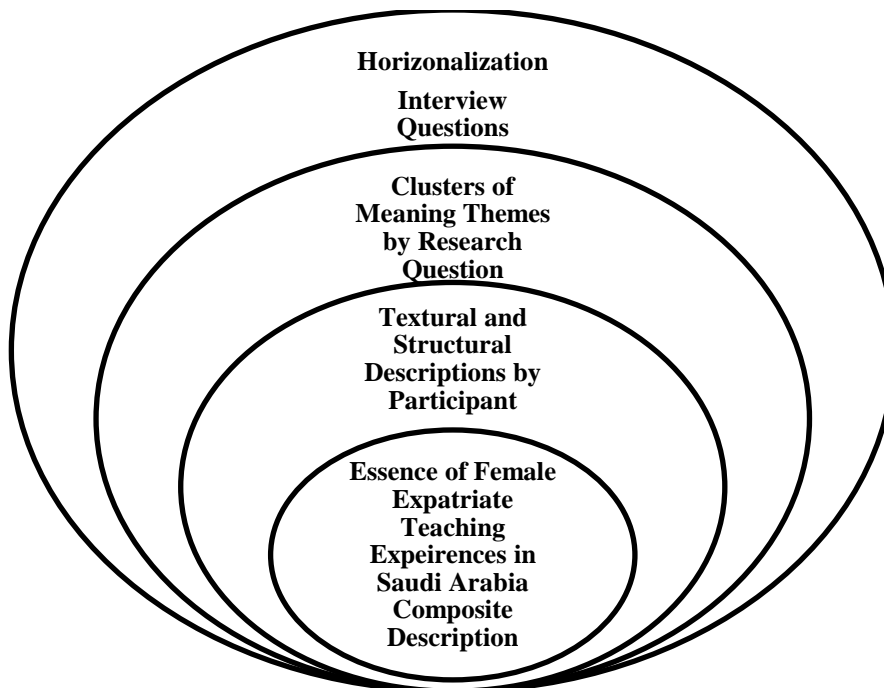 Horizonalization
Interview
Questions
Clusters of
Meaning Themes
by Research
Question
Textural and
Structural
Descriptions by
Participant
Essence of Female
Expatriate
Teaching
Expeirences in
Saudi Arabia
Composite
Description